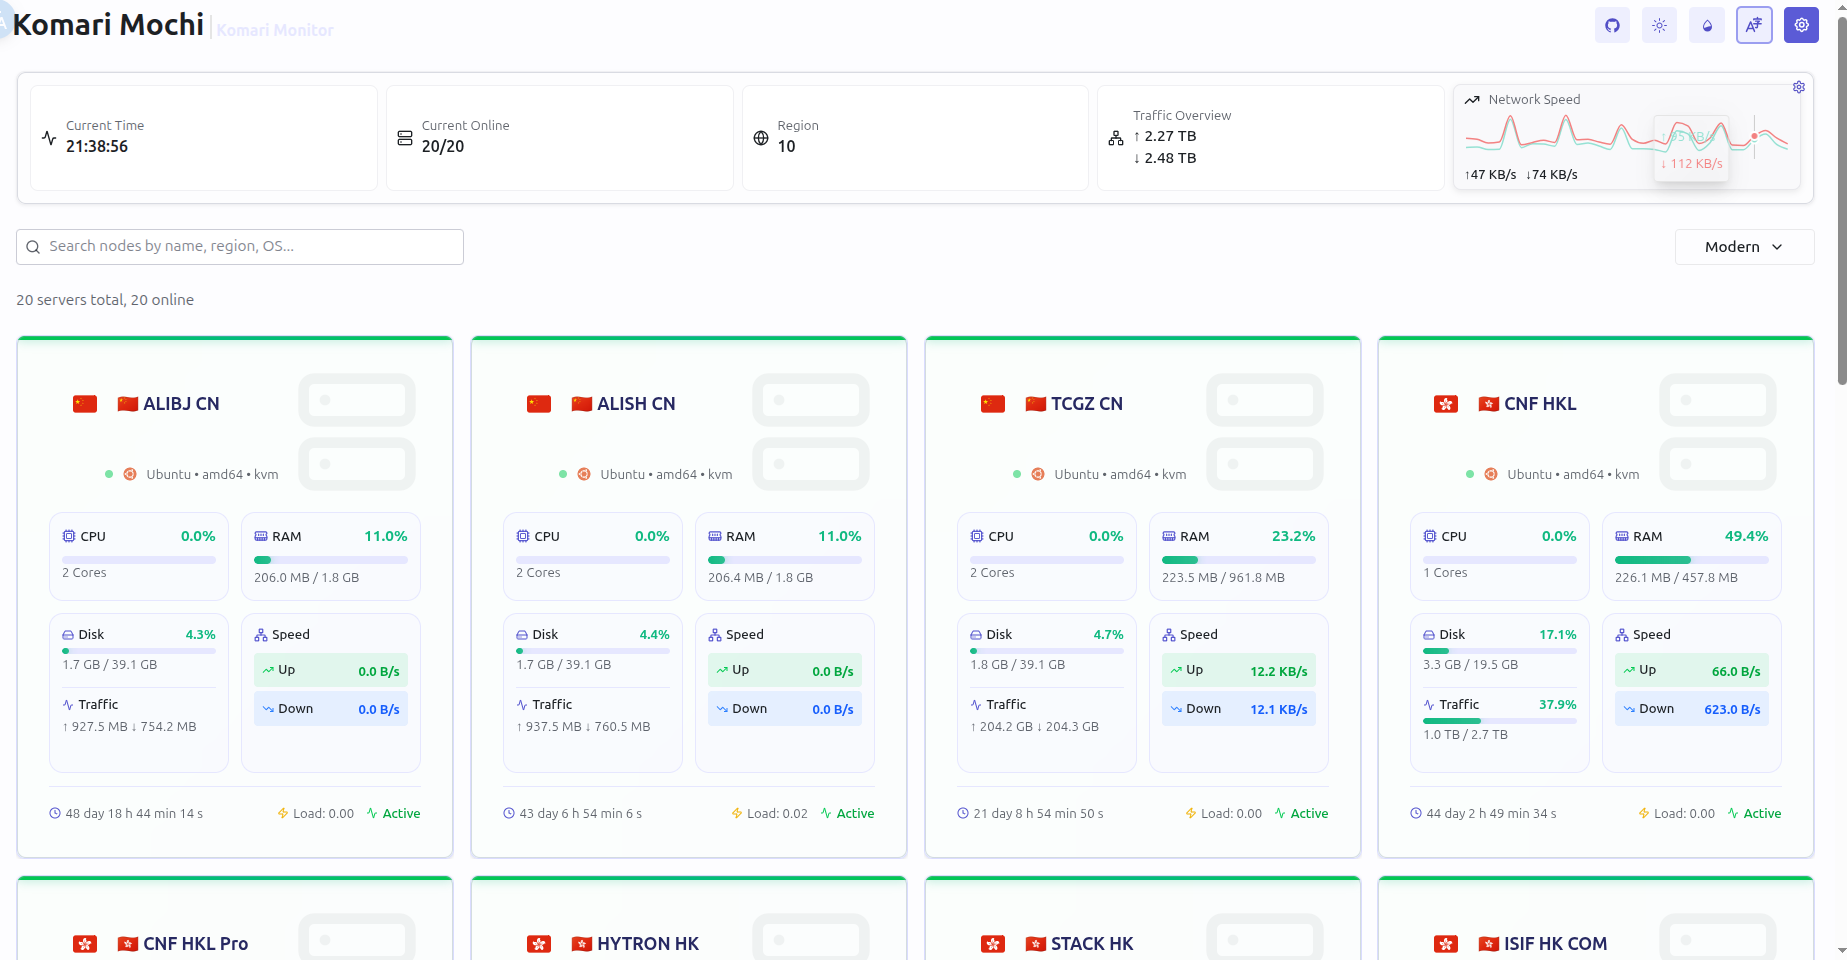 Komari Mochi
Komari Monitor
Current Time
21:38:56
Current Online
20/20
Region
10
Traffic Overview
↑ 2.27 TB
↓ 2.48 TB
Network Speed
↑ 95 KB/s
↓ 112 KB/s
↑47 KB/s ↓74 KB/s
Search nodes by name, region, OS...
Modern
20 servers total, 20 online
ALIBJ CN
Ubuntu • amd64 • kvm
CPU 0.0%
2 Cores
RAM 11.0%
206.0 MB / 1.8 GB
Disk 4.3%
1.7 GB / 39.1 GB
Traffic
↑ 927.5 MB ↓ 754.2 MB
Speed
Up 0.0 B/s
Down 0.0 B/s
48 day 18 h 44 min 14 s Load: 0.00 Active
ALISH CN
Ubuntu • amd64 • kvm
CPU 0.0%
2 Cores
RAM 11.0%
206.4 MB / 1.8 GB
Disk 4.4%
1.7 GB / 39.1 GB
Traffic
↑ 937.5 MB ↓ 760.5 MB
Speed
Up 0.0 B/s
Down 0.0 B/s
43 day 6 h 54 min 6 s Load: 0.02 Active
TCGZ CN
Ubuntu • amd64 • kvm
CPU 0.0%
2 Cores
RAM 23.2%
223.5 MB / 961.8 MB
Disk 4.7%
1.8 GB / 39.1 GB
Traffic
↑ 204.2 GB ↓ 204.3 GB
Speed
Up 12.2 KB/s
Down 12.1 KB/s
21 day 8 h 54 min 50 s Load: 0.00 Active
CNF HKL
Ubuntu • amd64 • kvm
CPU 0.0%
1 Cores
RAM 49.4%
226.1 MB / 457.8 MB
Disk 17.1%
3.3 GB / 19.5 GB
Traffic 37.9%
1.0 TB / 2.7 TB
Speed
Up 66.0 B/s
Down 623.0 B/s
44 day 2 h 49 min 34 s Load: 0.00 Active
CNF HKL Pro
HYTRON HK
STACK HK
ISIF HK COM